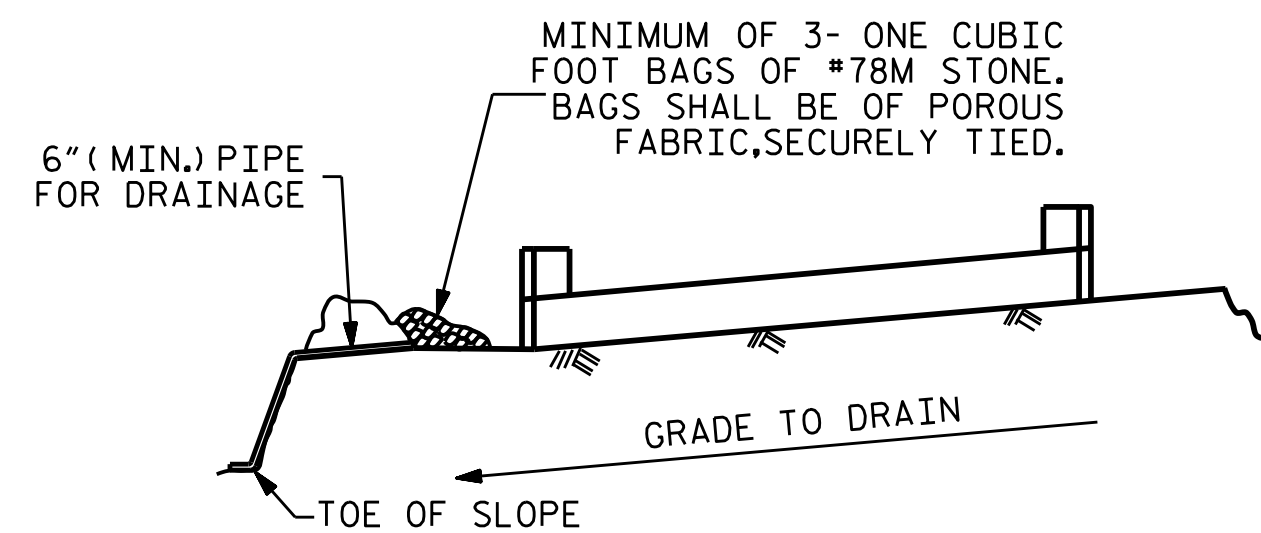 MINIMUM OF 3- ONE CUBIC
FOOT BAGS OF #78M STONE.
BAGS SHALL BE OF POROUS
FABRIC,SECURELY TIED.
6"(MIN.)PIPE
FOR DRAINAGE
GRADE TO DRAIN
TOE OF SLOPE